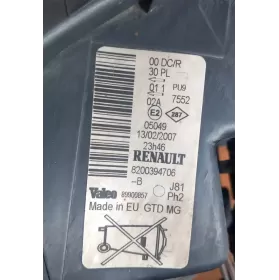 00 DC/R
30 PL
01 1 PU9
02A 7552
E2 287
05049
13/02/2007
23h46
RENAULT
8200394706
-B J81
Valeo 89906857 Ph2
Made in EU GTD MG